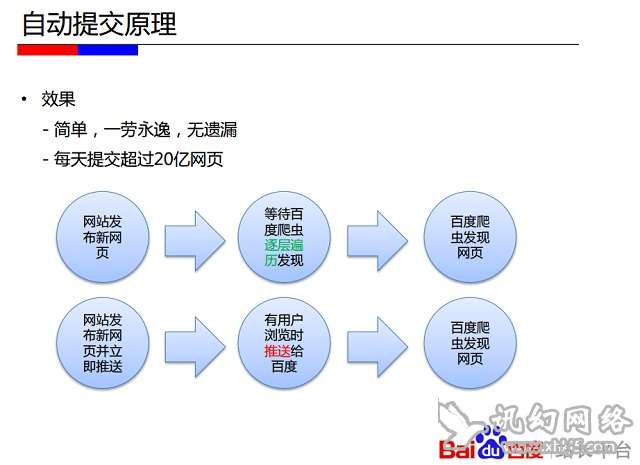 自动提交原理
• 效果
- 简单，一劳永逸，无遗漏
- 每天提交超过20亿网页
网站发
布新网
页
等待百
度爬虫
逐层遍
历发现
百度爬
虫发现
网页
网站发
布新网
页并立
即推送
有用户
浏览时
推送给
百度
百度爬
虫发现
网页
讯幻网络
Bai du 百度 站长平台